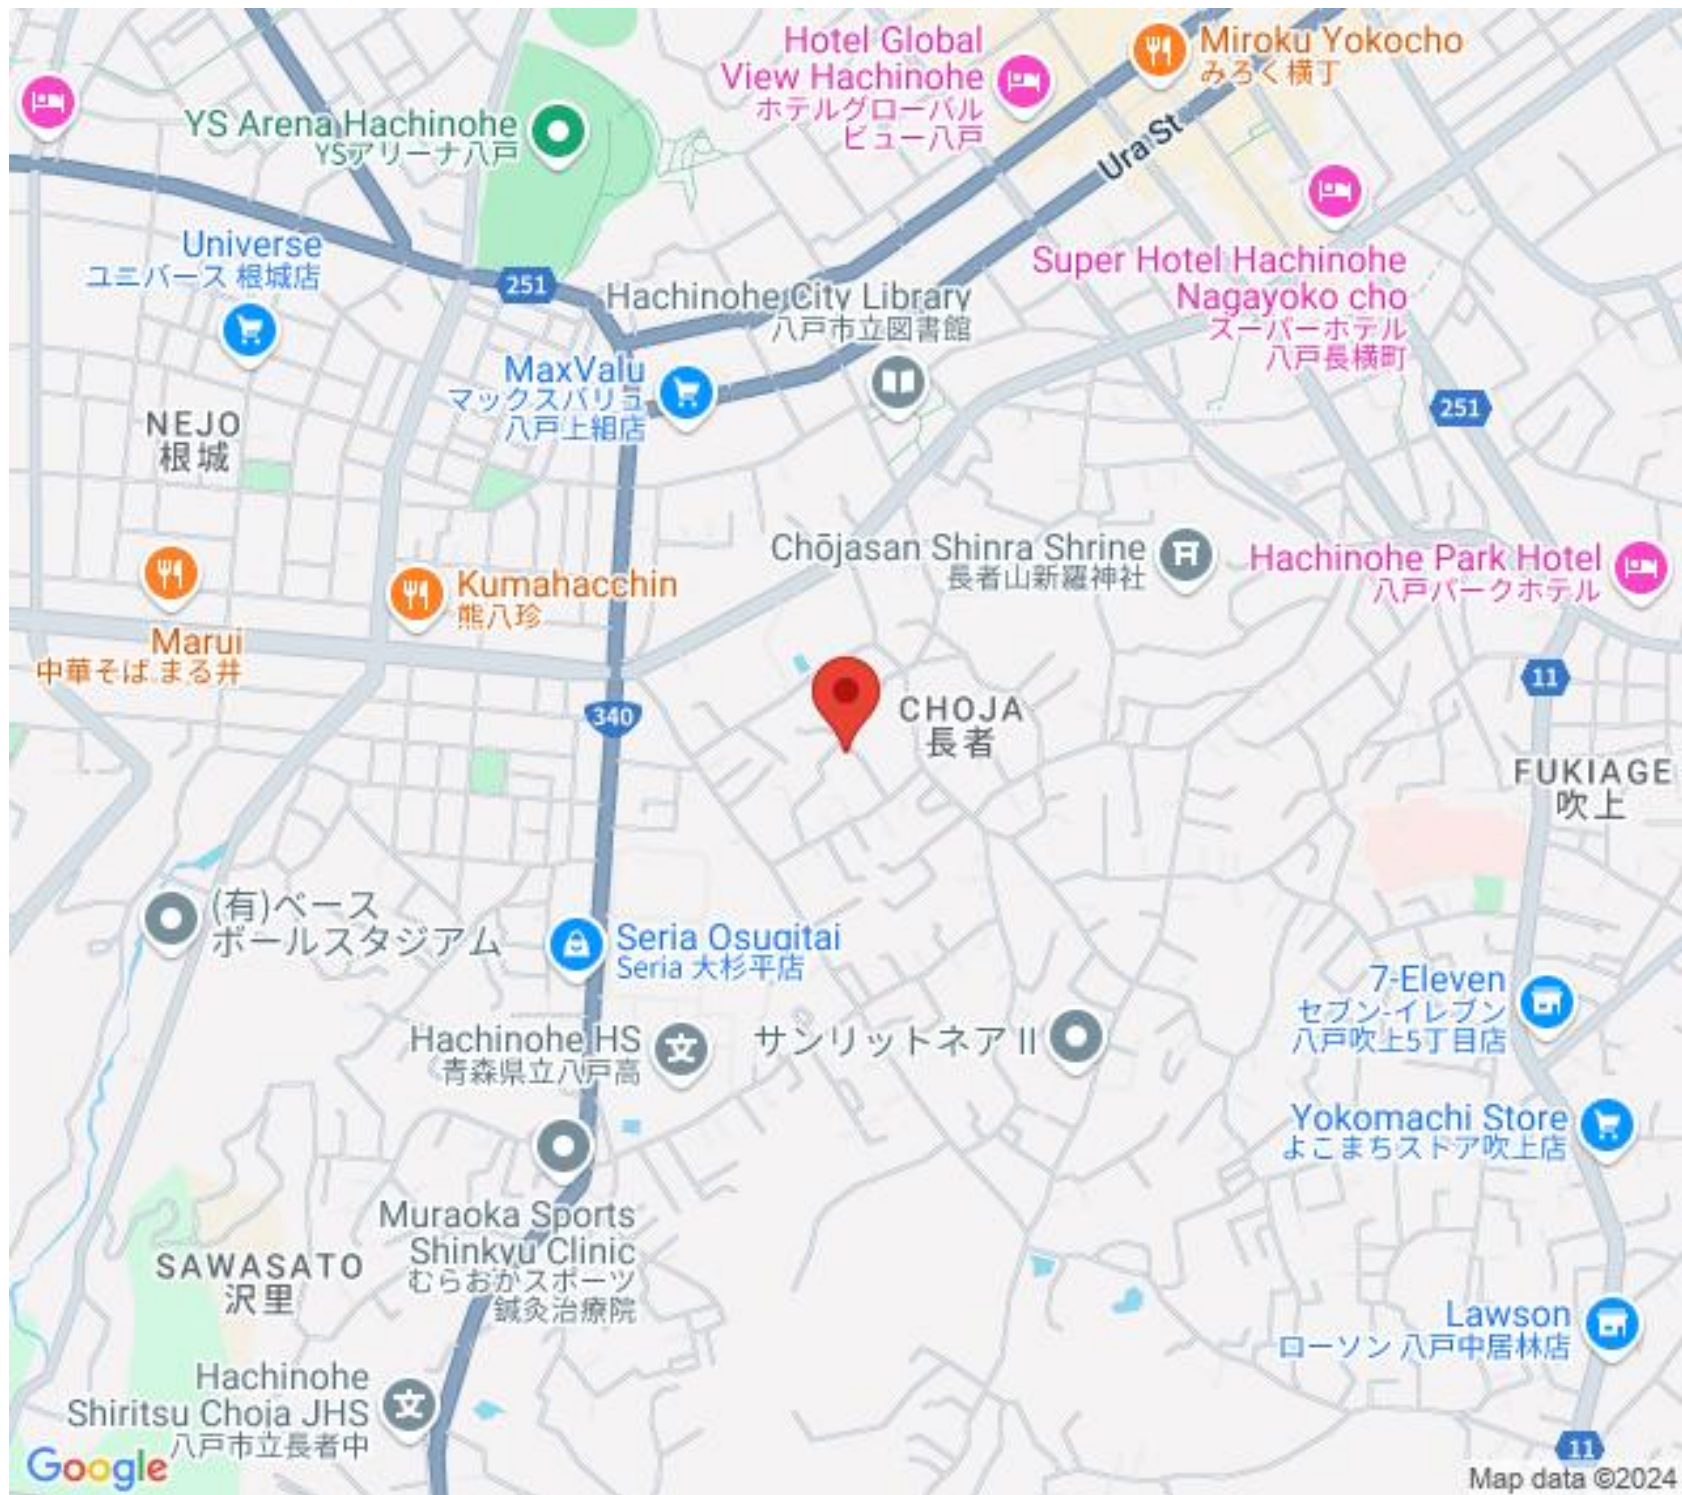 Hotel Global
View Hachinohe
ホテルグローバル
ビュー八戸
Miroku Yokocho
みろく横丁
YS Arena Hachinohe
YSアリーナ八戸
Ura St
Universe
ユニバース 根城店
251
Hachinohe City Library
八戸市立図書館
Super Hotel Hachinohe
Nagayoko cho
スーパーホテル
八戸長横町
MaxValu
マックスバリュ
八戸上組店
251
NEJO
根城
Chōjasan Shinra Shrine
長者山新羅神社
Hachinohe Park Hotel
八戸パークホテル
Kumahacchin
熊八珍
Marui
中華そば まる井
11
340
CHOJA
長者
FUKIAGE
吹上
(有)ベース
ボールスタジアム
Seria Osugitai
Seria 大杉平店
7-Eleven
セブン-イレブン
八戸吹上5丁目店
Hachinohe HS
青森県立八戸高
サンリットネア II
Yokomachi Store
よこまちストア吹上店
Muraoka Sports
Shinkyu Clinic
むらおかスポーツ
鍼灸治療院
SAWASATO
沢里
Lawson
ローソン 八戸中居林店
Hachinohe
Shiritsu Choja JHS
八戸市立長者中
11
Google
Map data ©2024